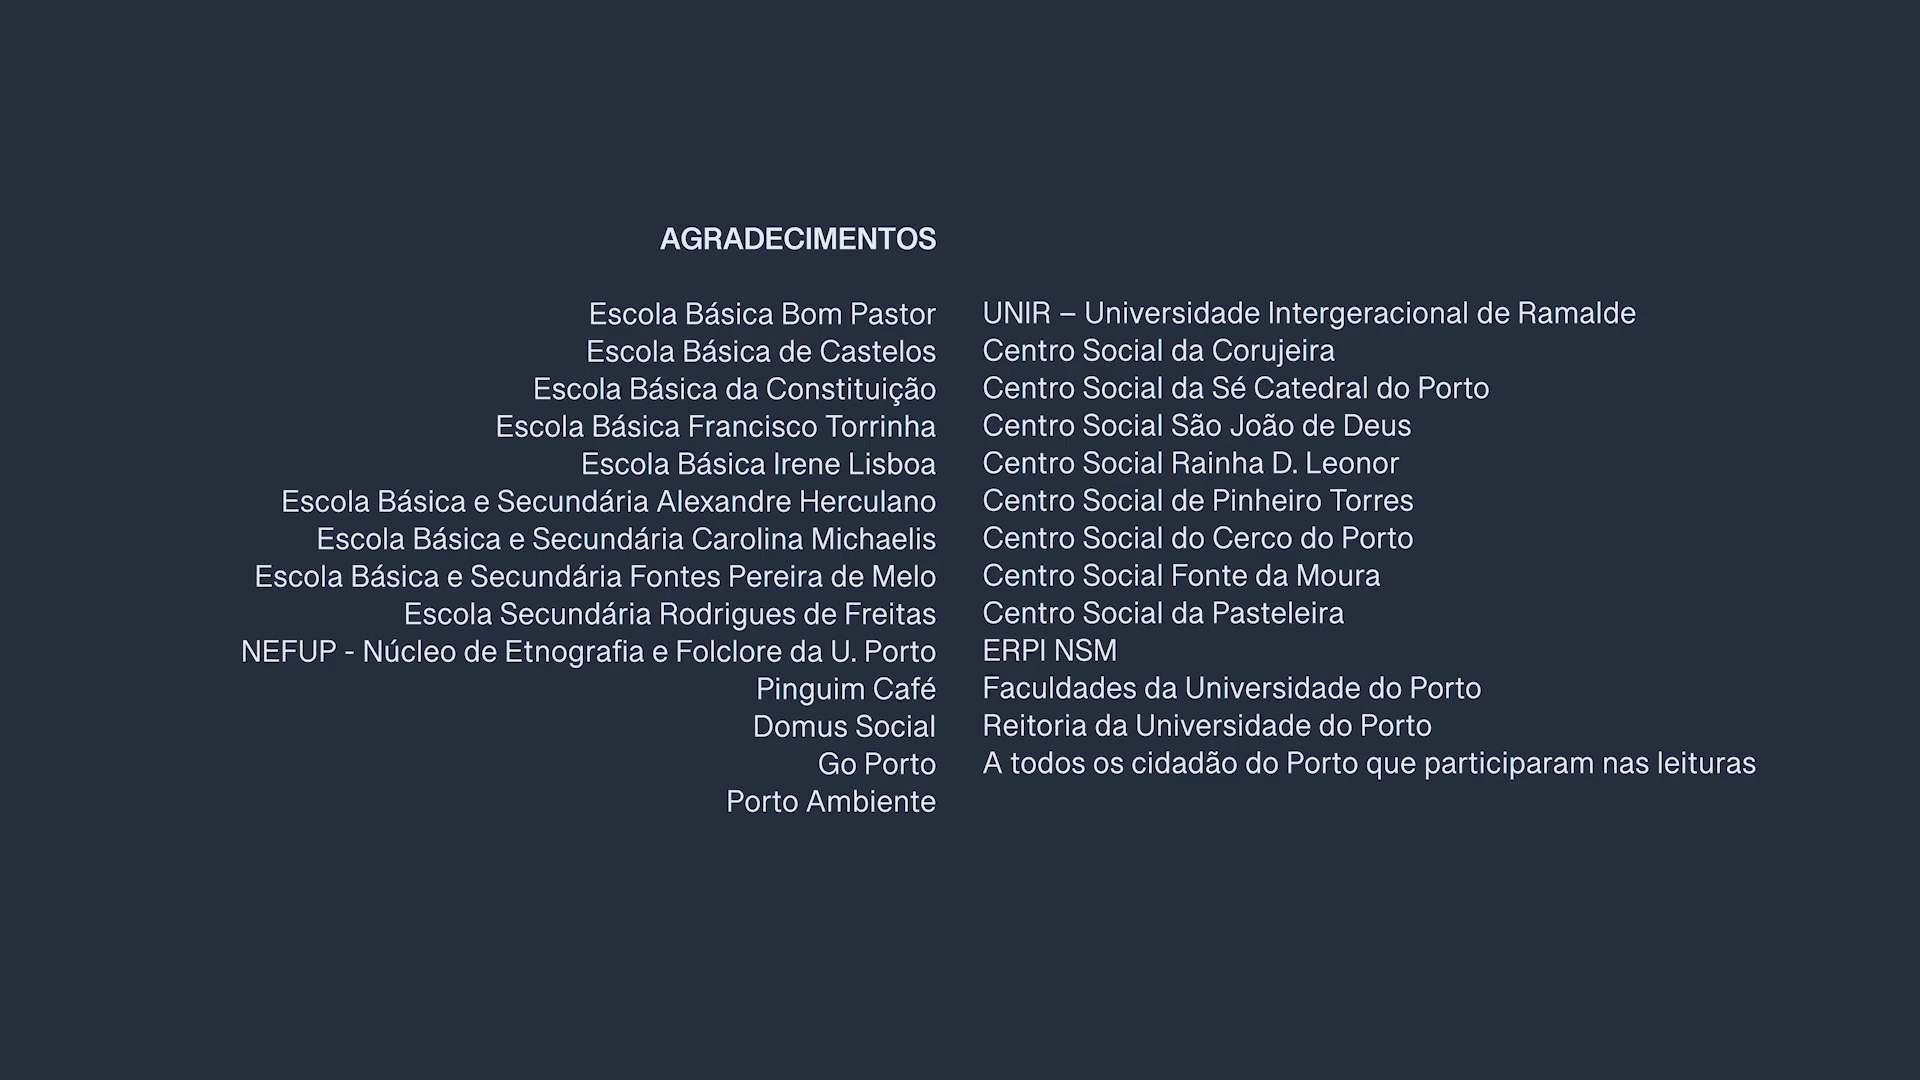 AGRADECIMENTOS
Escola Básica Bom Pastor
Escola Básica de Castelos
Escola Básica da Constituição
Escola Básica Francisco Torrinha
Escola Básica Irene Lisboa
Escola Básica e Secundária Alexandre Herculano
Escola Básica e Secundária Carolina Michaelis
Escola Básica e Secundária Fontes Pereira de Melo
Escola Secundária Rodrigues de Freitas
NEFUP - Núcleo de Etnografia e Folclore da U. Porto
Pinguim Café
Domus Social
Go Porto
Porto Ambiente
UNIR – Universidade Intergeracional de Ramalde
Centro Social da Corujeira
Centro Social da Sé Catedral do Porto
Centro Social São João de Deus
Centro Social Rainha D. Leonor
Centro Social de Pinheiro Torres
Centro Social do Cerco do Porto
Centro Social Fonte da Moura
Centro Social da Pasteleira
ERPI NSM
Faculdades da Universidade do Porto
Reitoria da Universidade do Porto
A todos os cidadão do Porto que participaram nas leituras